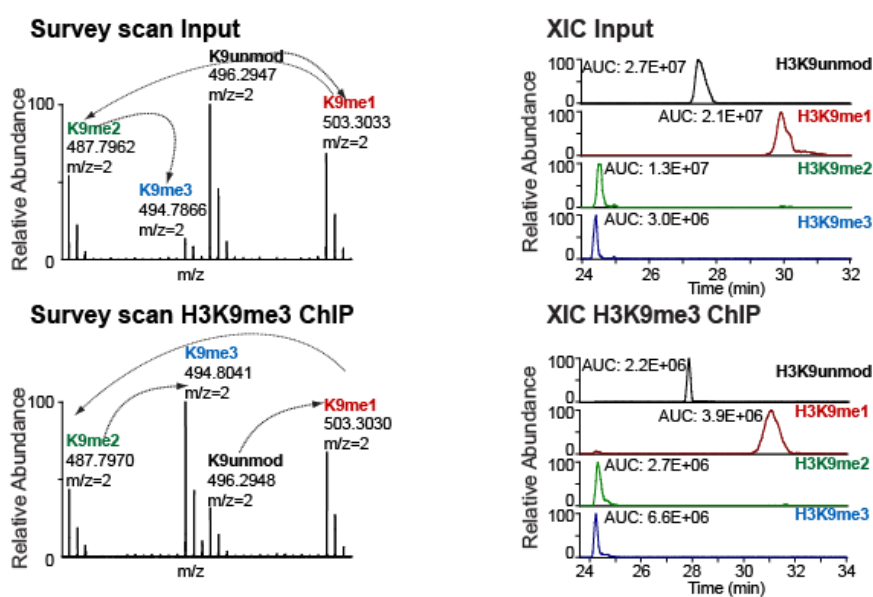 Survey scan Input
K9unmod
496.2947
m/z=2
K9me1
503.3033
m/z=2
100
K9me2
487.7962
m/z=2
K9me3
494.7866
m/z=2
0
Relative Abundance
m/z
XIC Input
100
AUC: 2.7E+07
H3K9unmod
0
100
AUC: 2.1E+07
H3K9me1
0
100
AUC: 1.3E+07
H3K9me2
0
100
AUC: 3.0E+06
H3K9me3
0
Relative Abundance
24 26 28 30 32
Time (min)
Survey scan H3K9me3 ChIP
K9me3
494.8041
m/z=2
100
K9me1
503.3030
m/z=2
K9me2
487.7970
m/z=2
K9unmod
496.2948
m/z=2
0
Relative Abundance
m/z
XIC H3K9me3 ChIP
100
AUC: 2.2E+06
H3K9unmod
0
100
AUC: 3.9E+06
H3K9me1
0
100
AUC: 2.7E+06
H3K9me2
0
100
AUC: 6.6E+06
H3K9me3
0
Relative Abundance
24 26 28 30 32 34
Time (min)